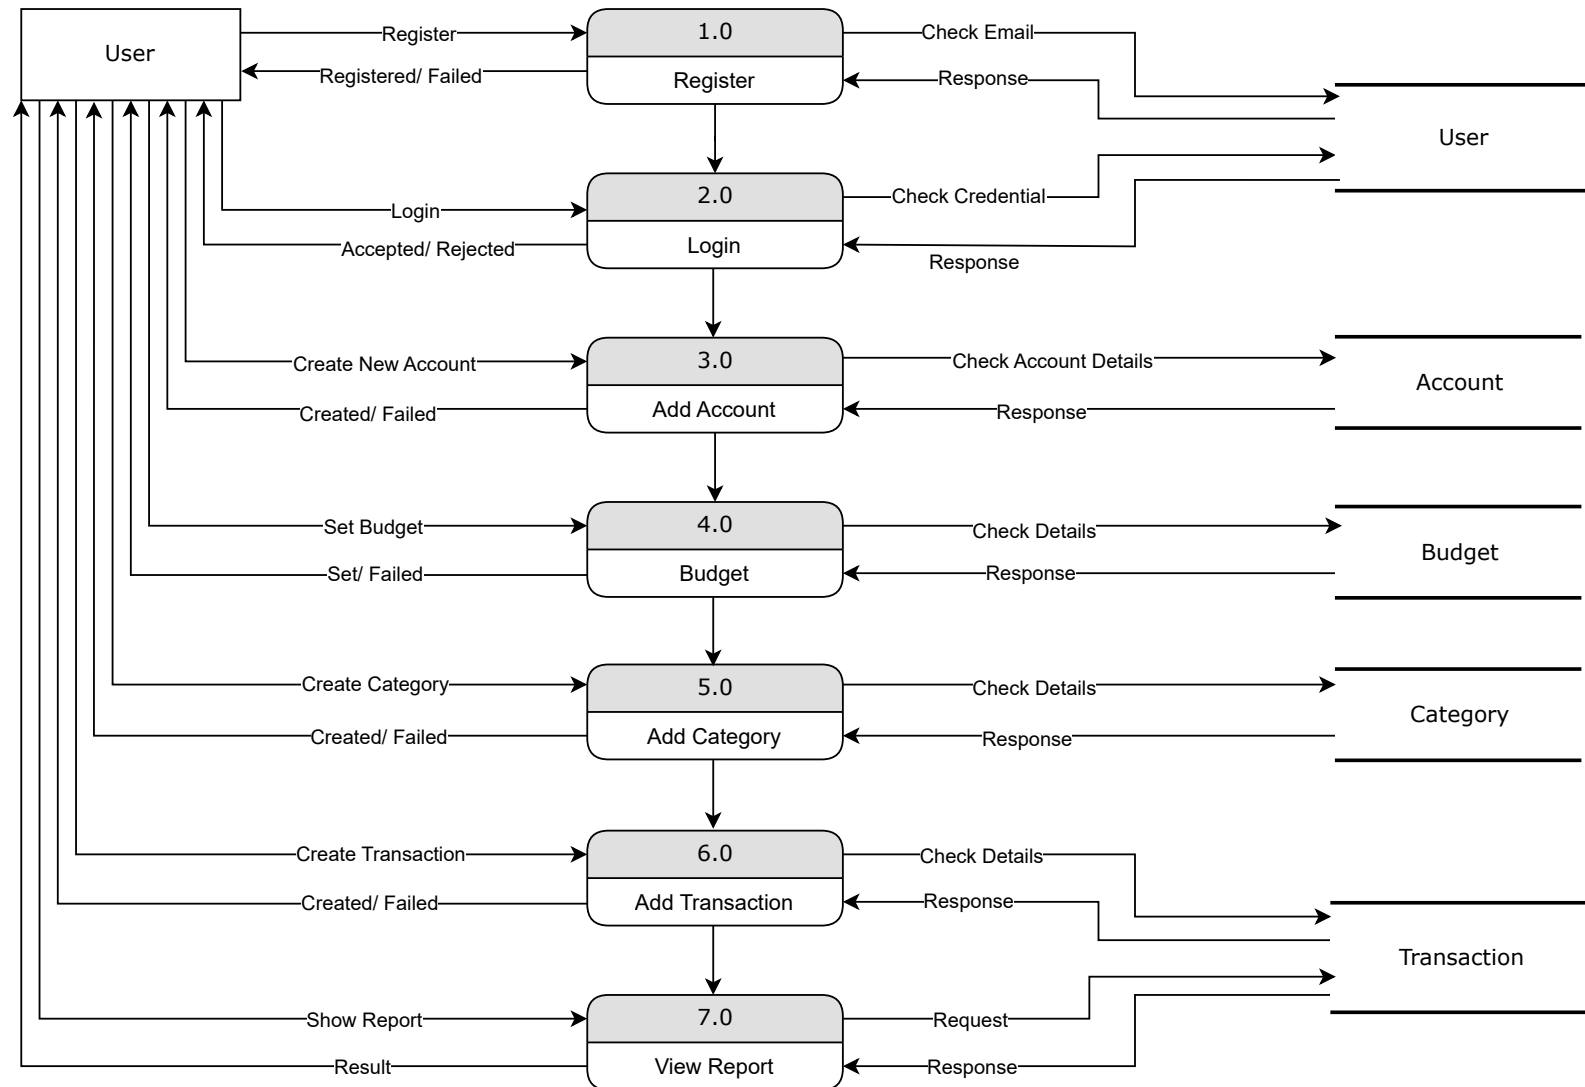 User
Register
1.0
Check Email
Registered/ Failed
Register
Response
User
Login
2.0
Check Credential
Accepted/ Rejected
Login
Response
Create New Account
3.0
Check Account Details
Account
Created/ Failed
Add Account
Response
Set Budget
4.0
Check Details
Budget
Set/ Failed
Budget
Response
Create Category
5.0
Check Details
Category
Created/ Failed
Add Category
Response
Create Transaction
6.0
Check Details
Created/ Failed
Add Transaction
Response
Transaction
Show Report
7.0
Request
Result
View Report
Response